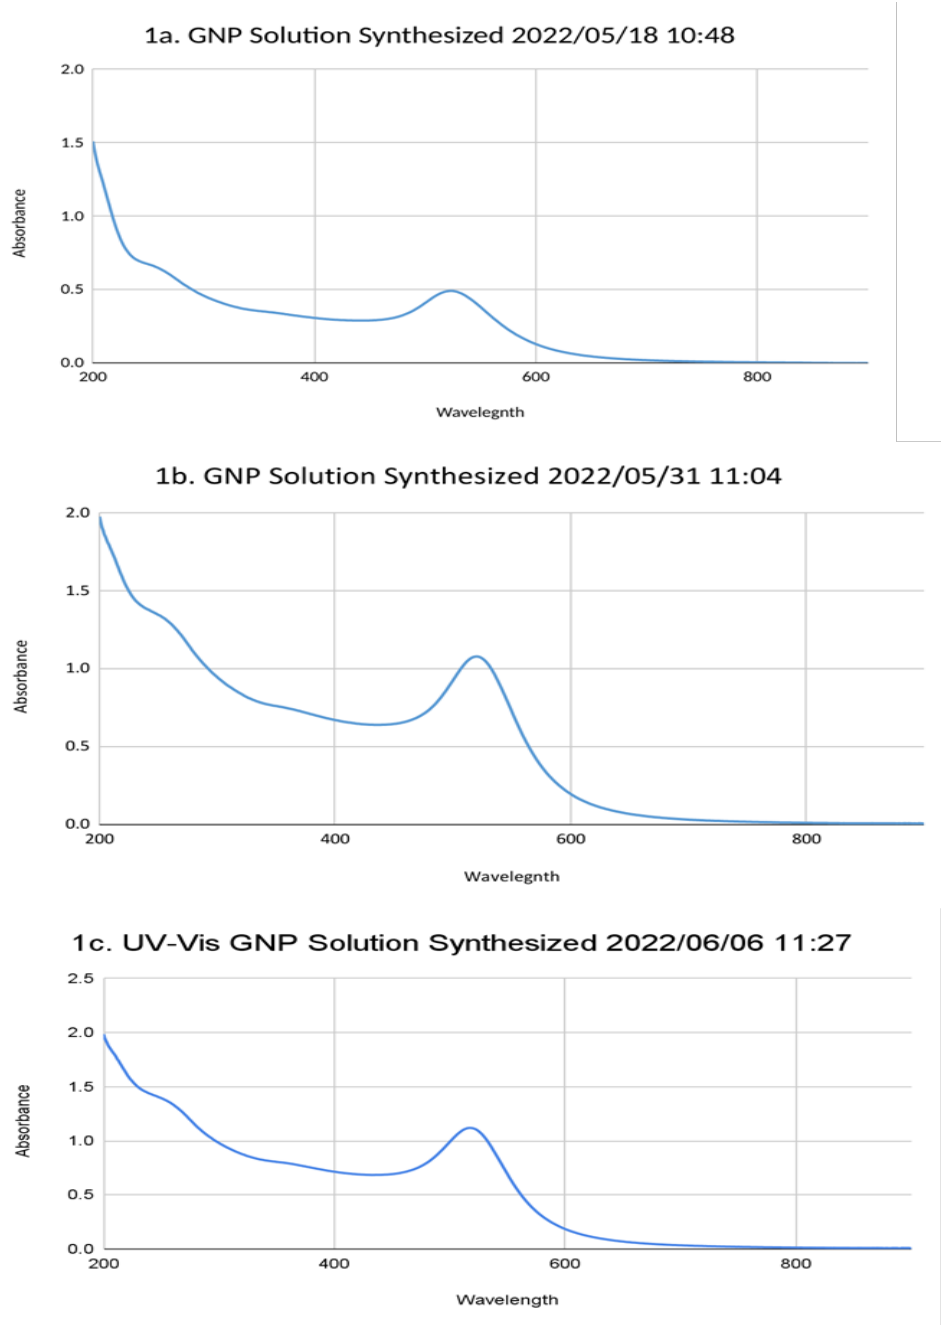 1a. GNP Solution Synthesized 2022/05/18 10:48
2.0
1.5
1.0
0.5
0.0
Absorbance
200 400 600 800
Wavelegnth
1b. GNP Solution Synthesized 2022/05/31 11:04
2.0
1.5
1.0
0.5
0.0
Absorbance
200 400 600 800
Wavelegnth
1c. UV-Vis GNP Solution Synthesized 2022/06/06 11:27
2.5
2.0
1.5
1.0
0.5
0.0
Absorbance
200 400 600 800
Wavelength